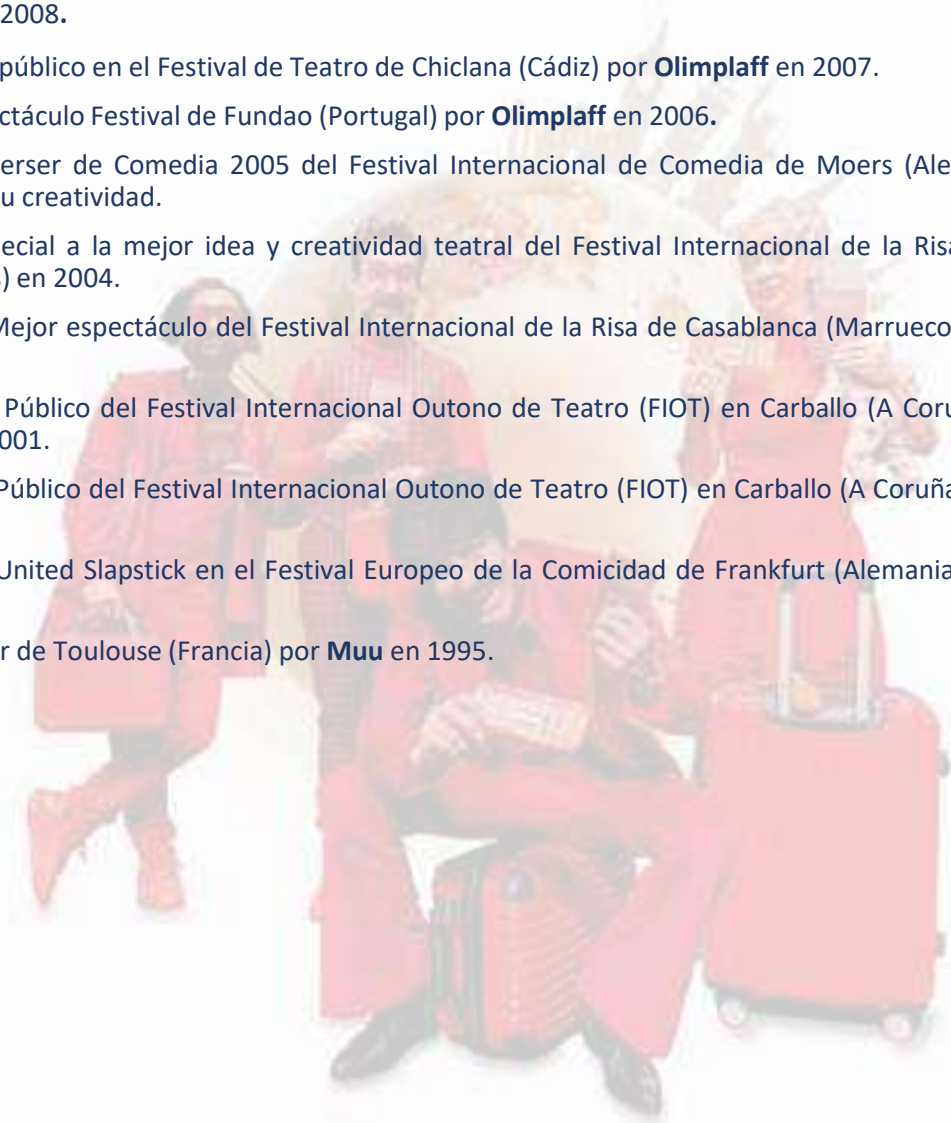 2008.
público en el Festival de Teatro de Chiclana (Cádiz) por Olimplaff en 2007.
ctáculo Festival de Fundao (Portugal) por Olimplaff en 2006.
erser de Comedia 2005 del Festival Internacional de Comedia de Moers (Ale
u creatividad.
ecial a la mejor idea y creatividad teatral del Festival Internacional de la Risa
) en 2004.
Mejor espectáculo del Festival Internacional de la Risa de Casablanca (Marrueco
Público del Festival Internacional Outono de Teatro (FIOT) en Carballo (A Coru
001.
Público del Festival Internacional Outono de Teatro (FIOT) en Carballo (A Coruña
United Slapstick en el Festival Europeo de la Comicidad de Frankfurt (Alemania
r de Toulouse (Francia) por Muu en 1995.